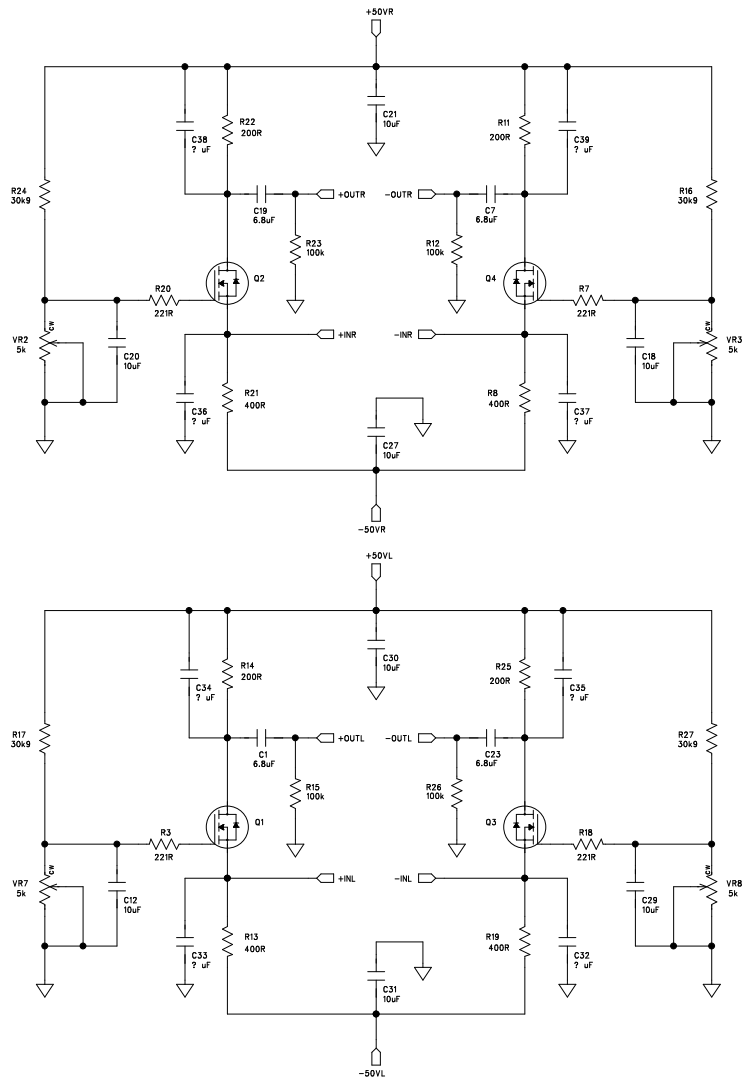 +50VR
C21
10uF
R22
200R
C38
? uF
R11
200R
C39
? uF
R24
30k9
R16
30k9
+OUTR
-OUTR
C19
6.8uF
C7
6.8uF
R23
100k
R12
100k
R20
221R
Q2
Q4
R7
221R
CW
VR2
5k
C20
10uF
+INR
-INR
C18
10uF
CW
VR3
5k
C36
? uF
R21
400R
R8
400R
C37
? uF
C27
10uF
-50VR
+50VL
C30
10uF
R14
200R
C34
? uF
R25
200R
C35
? uF
R17
30k9
R27
30k9
+OUTL
-OUTL
C1
6.8uF
C23
6.8uF
R15
100k
R26
100k
R3
221R
Q1
Q3
R18
221R
CW
VR7
5k
C12
10uF
+INL
-INL
C29
10uF
CW
VR8
5k
C33
? uF
R13
400R
R19
400R
C32
? uF
C31
10uF
-50VL